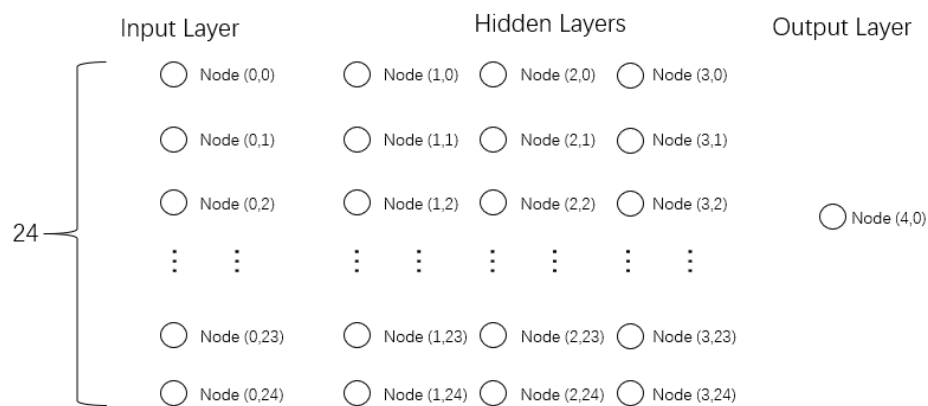 Input Layer Hidden Layers Output Layer
Node (0,0) Node (1,0) Node (2,0) Node (3,0)
Node (0,1) Node (1,1) Node (2,1) Node (3,1)
Node (0,2) Node (1,2) Node (2,2) Node (3,2)
Node (4,0)
24
Node (0,23) Node (1,23) Node (2,23) Node (3,23)
Node (0,24) Node (1,24) Node (2,24) Node (3,24)